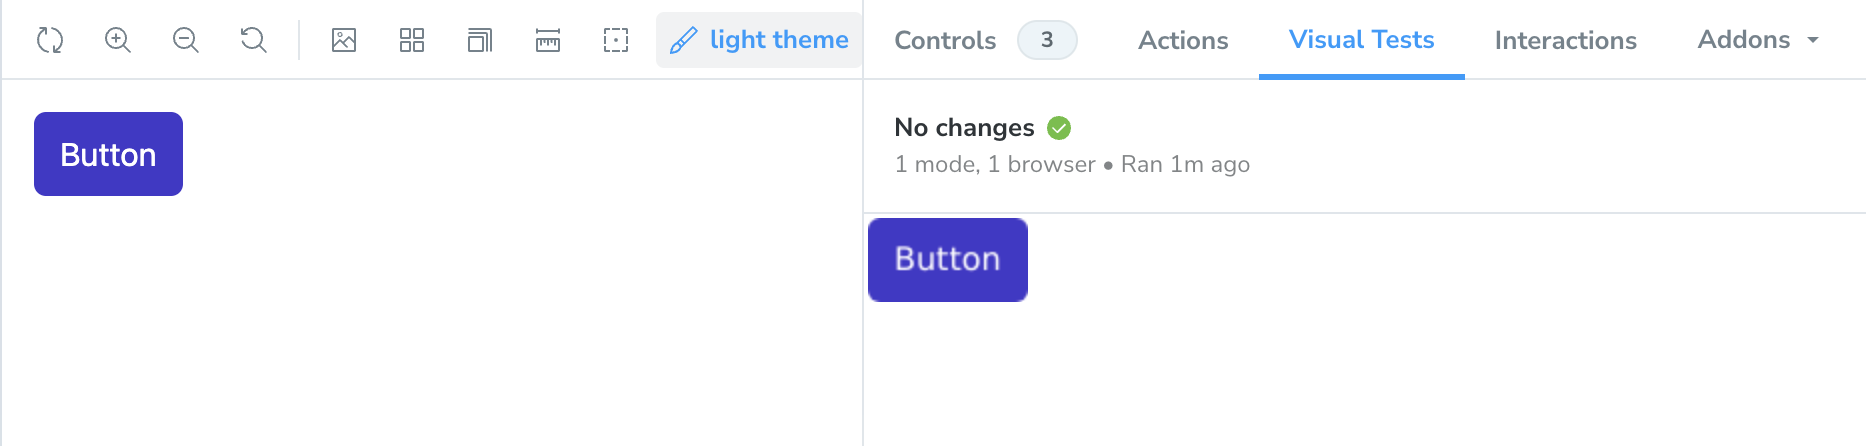 light theme
Controls 3 Actions Visual Tests Interactions Addons
Button
No changes
1 mode, 1 browser • Ran 1m ago
Button